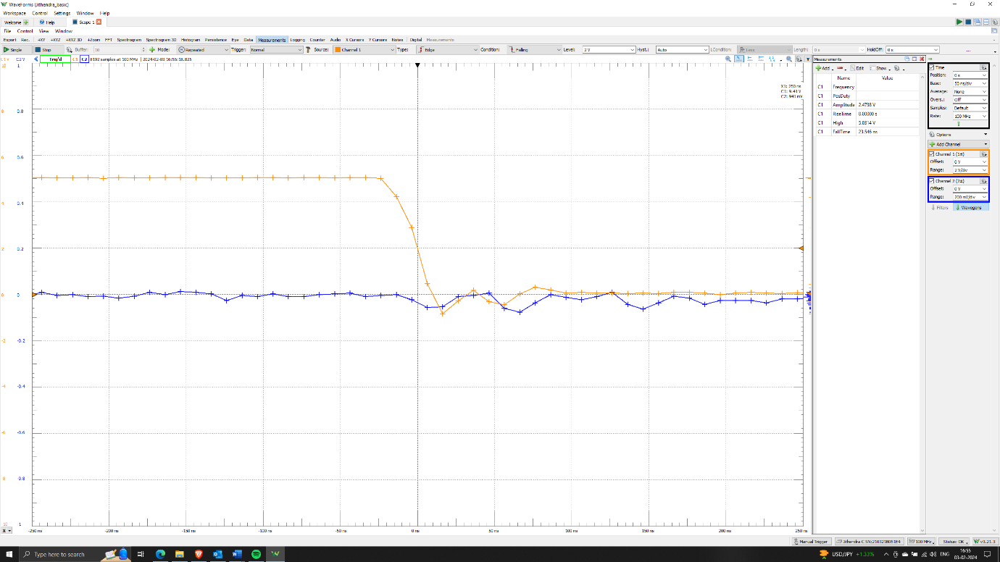 WaveForms (Jithendra_basic)
Workspace Control Settings Window Help
Welcome Help Scope 1
File Control View Window
Export Rec. +XY +XYZ +XYZ 3D +Zoom FFT Spectrogram Spectrogram 3D Histogram Persistence Eye Data Measurements Logging Counter Audio X Cursors Y Cursors Notes Digital Measurements
Single Stop Buffer: 10 Mode: Repeated Trigger: Normal Source: Channel 1 Type: Edge Condition: Falling Level: 2 V Hyst.: Auto LCondition: Less Length: 0 s HoldOff: 0 s ...
C1 V C2 V Trig'd C1 C2 8192 samples at 100 MHz | 2024-02-03 16:55:18.825 Y
10 1
8 0.8
6 0.6
4 0.4
2 0.2
0 0
-2 -0.2
-4 -0.4
-6 -0.6
-8 -0.8
-10 -1
X1: 250 ns
C1: 9.41 V
C2: 941 mV
X -250 ns -200 ns -150 ns -100 ns -50 ns 0 ns 50 ns 100 ns 150 ns 200 ns 250 ns
Measurements
Add Edit Show
Name Value
C1 Frequency
C1 PosDuty
C1 Amplitude 2.4738 V
C1 RiseTime 0.00000 s
C1 High 5.0314 V
C1 FallTime 23.546 ns
Time
Position: 0 s
Base: 50 ns/div
Average: None
Overs.: Off
Samples: Default
Rate: 100 MHz
Options
Add Channel
Channel 1 (1±)
Offset: 0 V
Range: 2 V/div
Channel 2 (2±)
Offset: 0 V
Range: 200 mV/div
Filters Wavegens
Manual Trigger Jithendra C SN:210321B061E4 100 MHz Status: OK v3.21.3
Type here to search
USD/JPY +1.33% ENG 16:55
03-02-2024